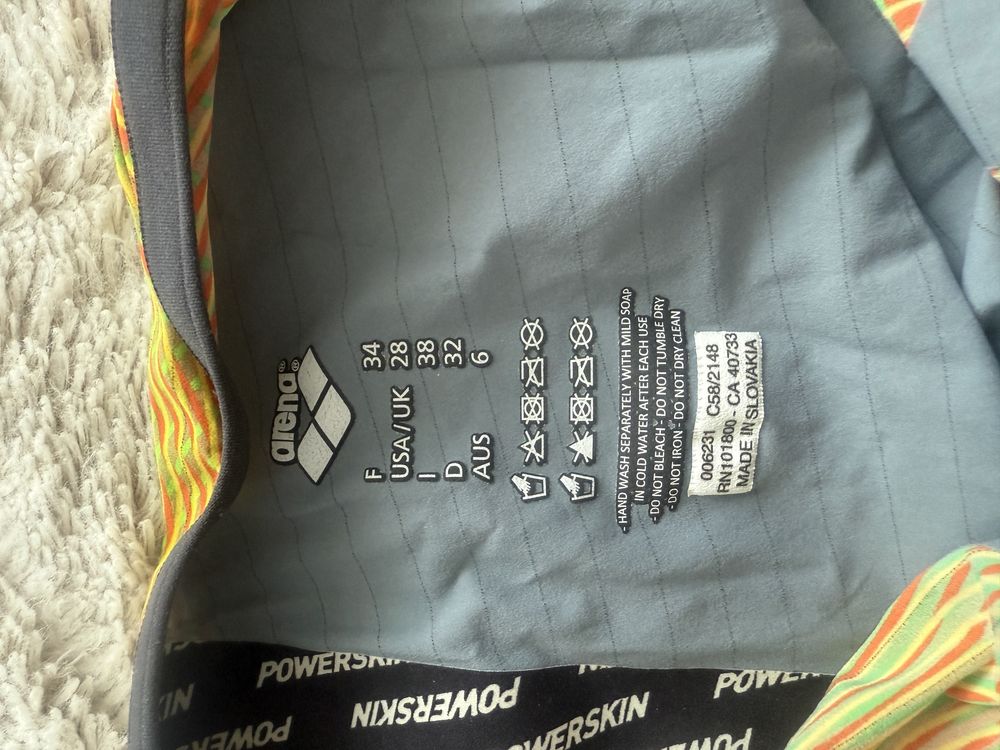 arena®
F 34
USA/UK 28
I 38
D 32
AUS 6
- HAND WASH SEPARATELY WITH MILD SOAP
IN COLD WATER AFTER EACH USE
- DO NOT BLEACH - DO NOT TUMBLE DRY
- DO NOT IRON - DO NOT DRY CLEAN
006231 C58/2148
RN1101800 - CA 40733
MADE IN SLOVAKIA
POWERSKIN
POWERSKIN
POWERSKIN